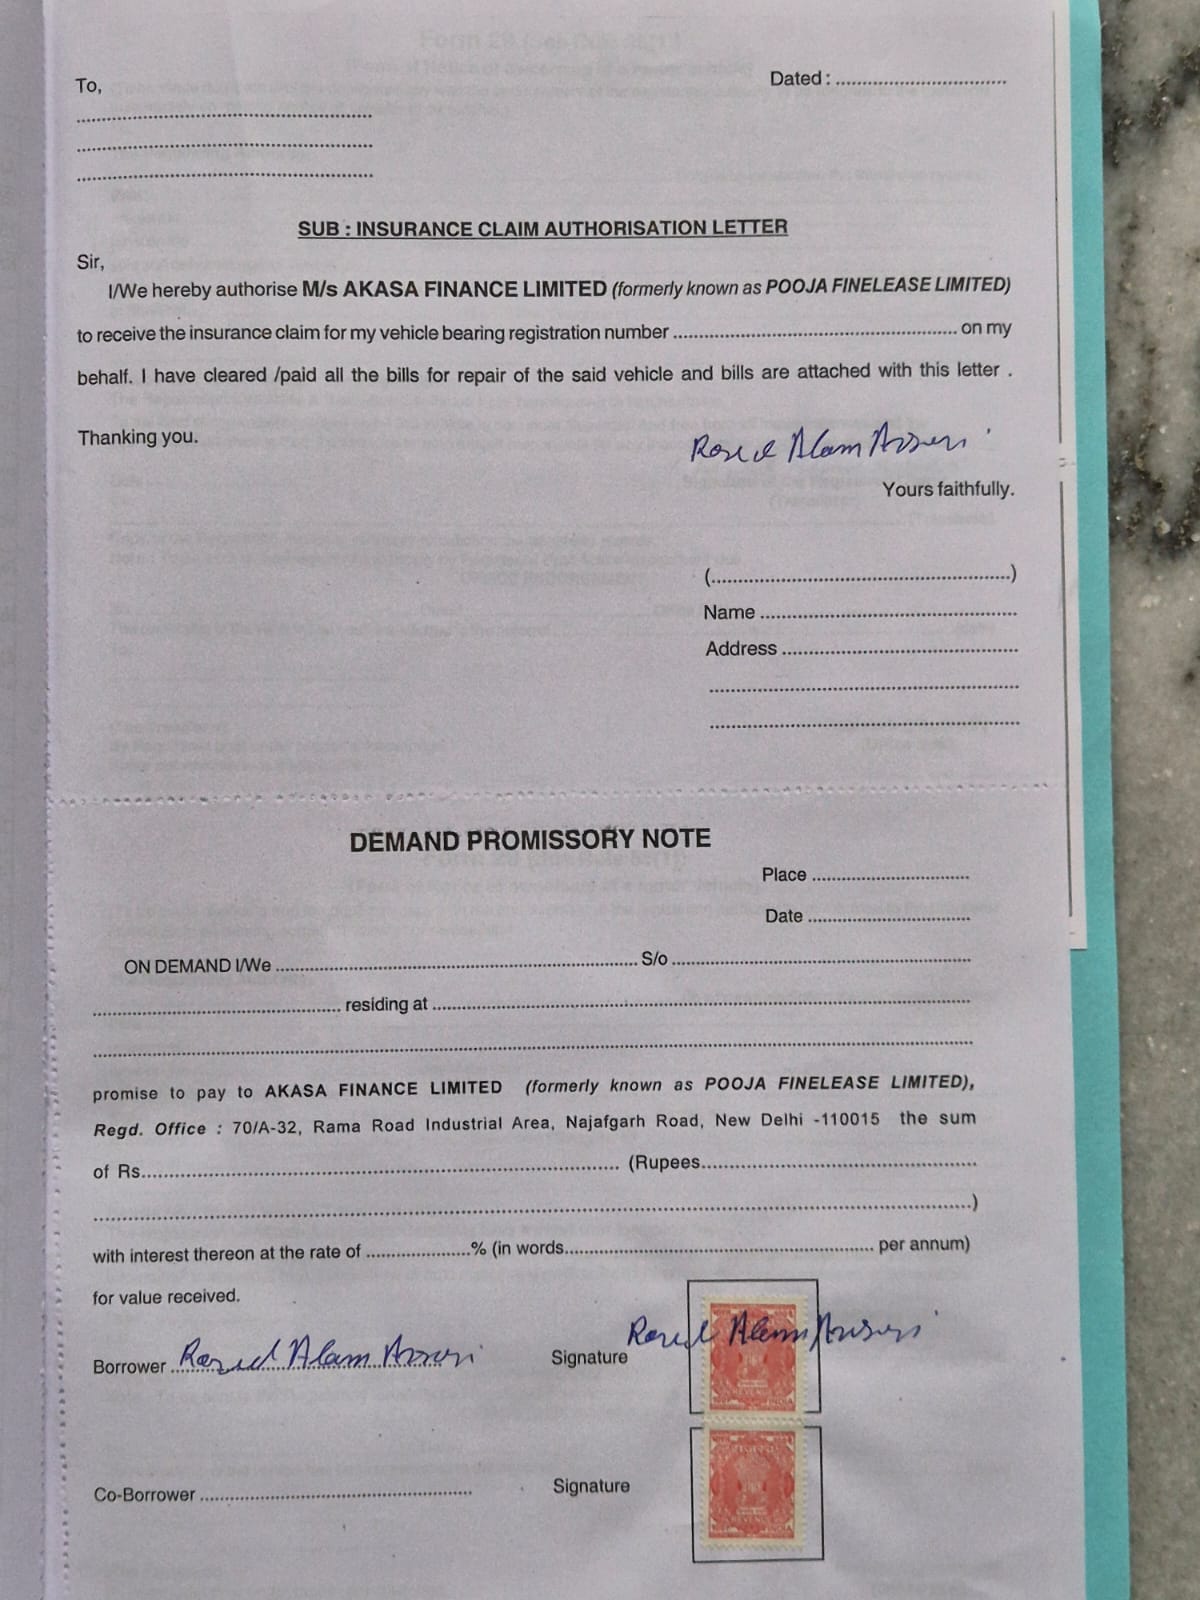 To,
Dated : ................................
............................................................
............................................................
............................................................
SUB : INSURANCE CLAIM AUTHORISATION LETTER
Sir,
I/We hereby authorise M/s AKASA FINANCE LIMITED (formerly known as POOJA FINELEASE LIMITED)
to receive the insurance claim for my vehicle bearing registration number ........................................................ on my
behalf. I have cleared /paid all the bills for repair of the said vehicle and bills are attached with this letter .
Thanking you.
Alam
Yours faithfully.
(............................................................)
Name ....................................................
Address ................................................
...............................................................
...............................................................
DEMAND PROMISSORY NOTE
Place ................................
Date .................................
ON DEMAND I/We ........................................................................ S/o ............................................................
.................................................. residing at ............................................................................................................
................................................................................................................................................................................
promise to pay to AKASA FINANCE LIMITED (formerly known as POOJA FINELEASE LIMITED),
Regd. Office : 70/A-32, Rama Road Industrial Area, Najafgarh Road, New Delhi -110015 the sum
of Rs................................................................................................ (Rupees.......................................................
................................................................................................................................................................................)
with interest thereon at the rate of .....................% (in words.............................................................. per annum)
for value received.
Borrower Alam
Signature Alam
Co-Borrower ......................................................
Signature
REVENUE
INDIA
REVENUE
INDIA